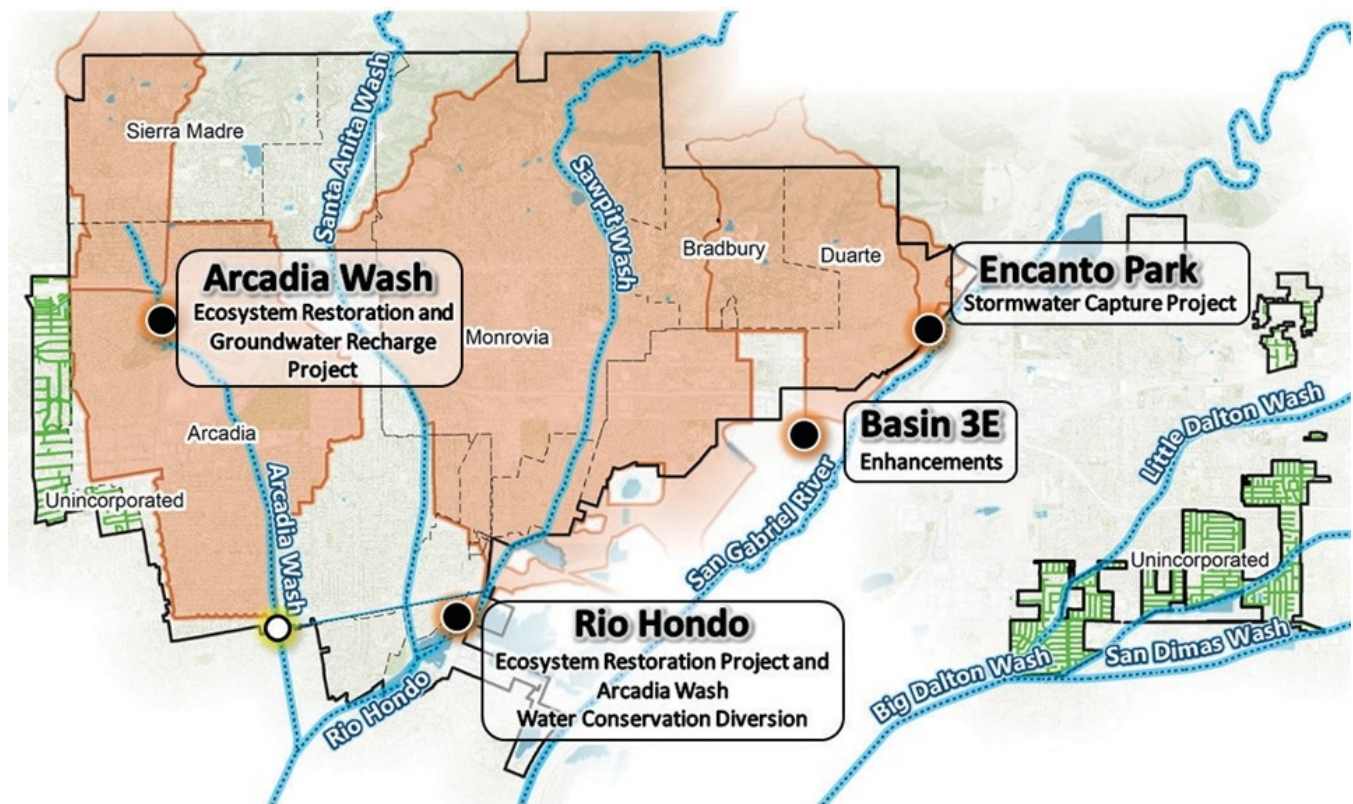 Sierra Madre
Santa Anita Wash
Sawpit Wash
Bradbury
Duarte
Arcadia Wash
Ecosystem Restoration and
Groundwater Recharge
Project
Encanto Park
Stormwater Capture Project
Monrovia
Basin 3E
Enhancements
Arcadia
Unincorporated
Arcadia Wash
San Gabriel River
Little Dalton Wash
Unincorporated
Rio Hondo
Ecosystem Restoration Project and
Arcadia Wash
Water Conservation Diversion
Rio Hondo
Big Dalton Wash
San Dimas Wash